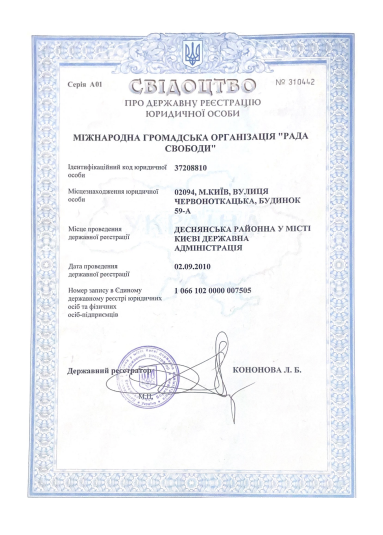 Серія А01
СВІДОЦТВО
№ 310442
ПРО ДЕРЖАВНУ РЕЄСТРАЦІЮ
ЮРИДИЧНОЇ ОСОБИ
МІЖНАРОДНА ГРОМАДСЬКА ОРГАНІЗАЦІЯ "РАДА
СВОБОДИ"
Ідентифікаційний код юридичної
особи
37208810
Місцезнаходження юридичної
особи
02094, М.КИЇВ, ВУЛИЦЯ
ЧЕРВОНОТКАЦЬКА, БУДИНОК
59-А
Місце проведення
державної реєстрації
ДЕСНЯНСЬКА РАЙОННА У МІСТІ
КИЄВІ ДЕРЖАВНА
АДМІНІСТРАЦІЯ
Дата проведення
державної реєстрації
02.09.2010
Номер запису в Єдиному
державному реєстрі юридичних
осіб та фізичних
осіб-підприємців
1 066 102 0000 007505
Державний реєстратор
КОНОНОВА Л. Б.
М.П.